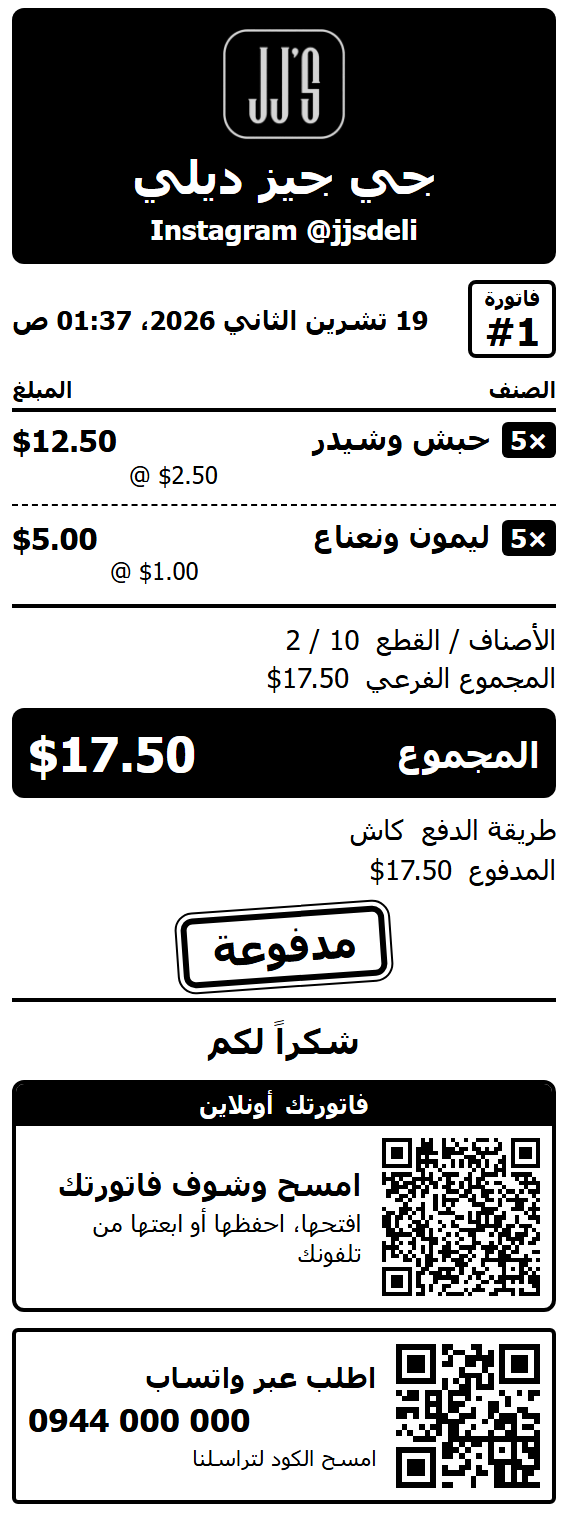 JJ'S
جي جيز ديلي
Instagram @jjsdeli
فاتورة
#1
19 تشرين الثاني 2026، 01:37 ص
الصنف المبلغ
5× حبش وشيدر $12.50
@ $2.50
5× ليمون ونعناع $5.00
@ $1.00
الأصناف / القطع 10 / 2
المجموع الفرعي $17.50
المجموع $17.50
طريقة الدفع كاش
المدفوع $17.50
مدفوعة
شكراً لكم
فاتورتك أونلاين
امسح وشوف فاتورتك
افتحها، احفظها أو ابعتها من
تلفونك
اطلب عبر واتساب
0944 000 000
امسح الكود لتراسلنا